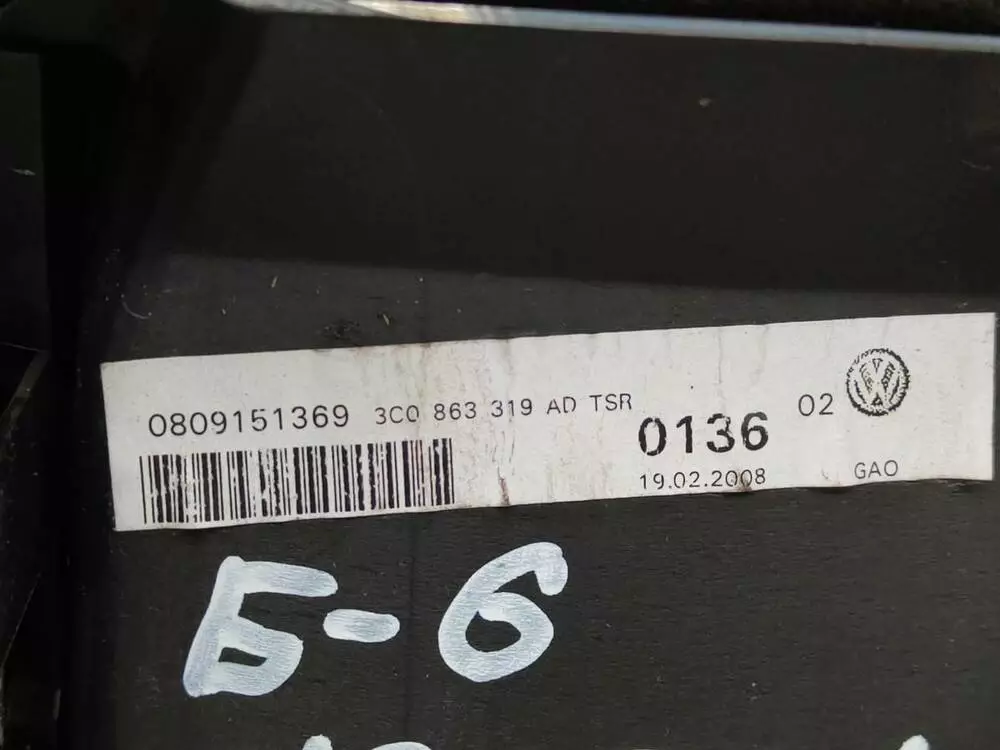 0809151369 3C0 863 319 AD TSR 0136 02
19.02.2008 GAO
Б-6